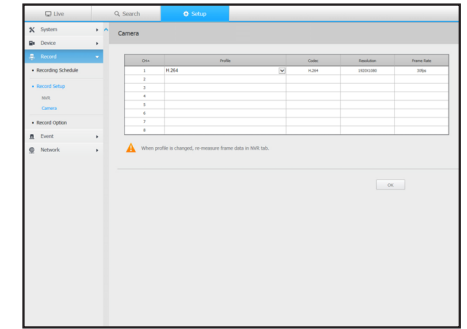 Live
Search
Setup
System
Device
Record
Recording Schedule
Record Setup
NVR
Camera
Record Option
Event
Network
Camera
CH Profile Codec Resolution Frame Rate
1 H.264 H.264 1920X1080 30fps
2
3
4
5
6
7
8
When profile is changed, re-measure frame data in NVR tab.
OK